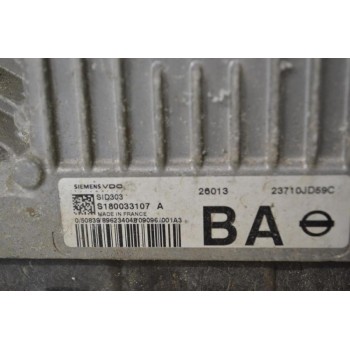 SIEMENS VDO
SID303 26013 23710JD59C
S180033107 A
MADE IN FRANCE
BA